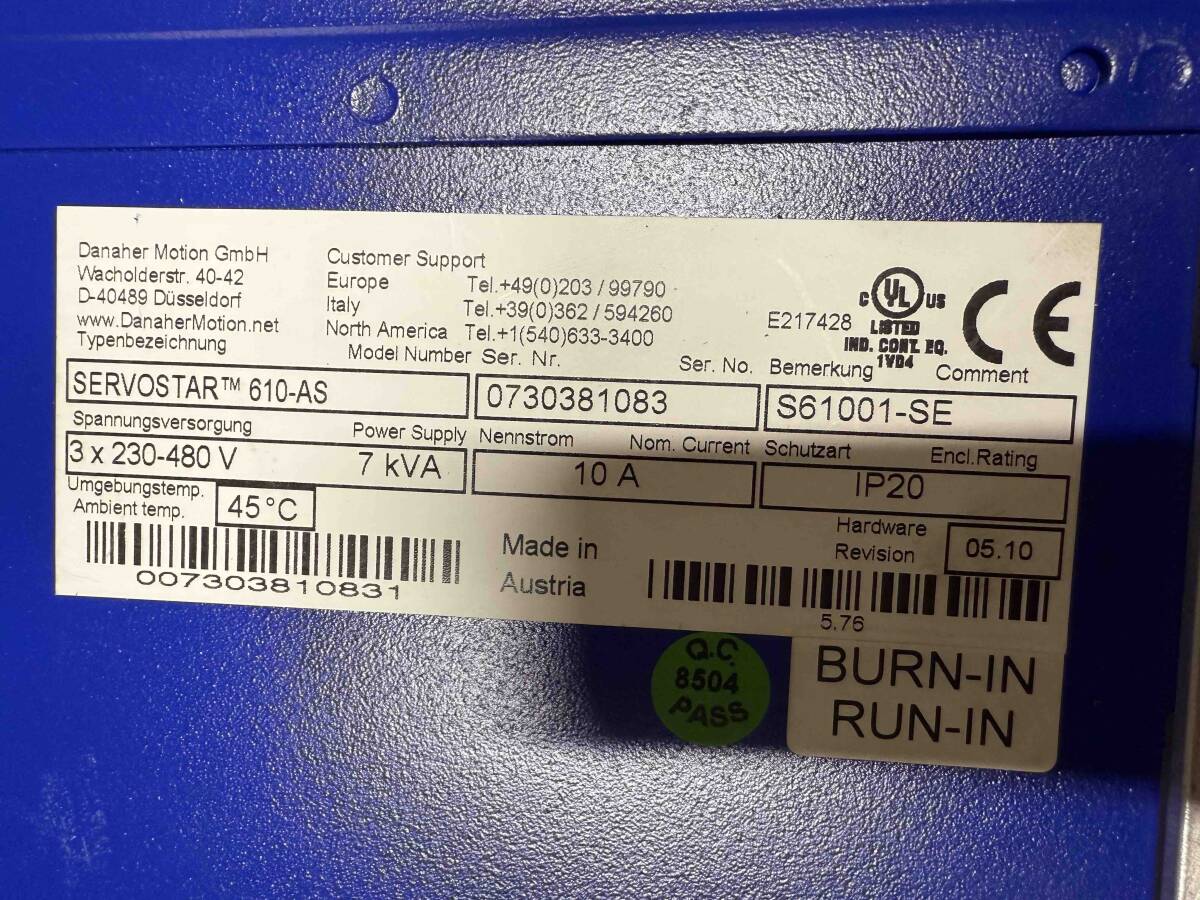 Danaher Motion GmbH
Wacholderstr. 40-42
D-40489 Düsseldorf
www.DanaherMotion.net
Customer Support
Europe Tel.+49(0)203 / 99790
Italy Tel.+39(0)362 / 594260
North America Tel.+1(540)633-3400
E217428
c UL US
LISTED
IND. CONT. EQ.
1VD4
CE
Typenbezeichnung Model Number Ser. Nr. Ser. No. Bemerkung Comment
SERVOSTAR™ 610-AS 0730381083 S61001-SE
Spannungsversorgung Power Supply Nennstrom Nom. Current Schutzart Encl.Rating
3 x 230-480 V 7 kVA 10 A IP20
Umgebungstemp.
Ambient temp. 45°C
Hardware
Revision 05.10
007303810831
Made in
Austria
5.76
Q.C.
8504
PASS
BURN-IN
RUN-IN